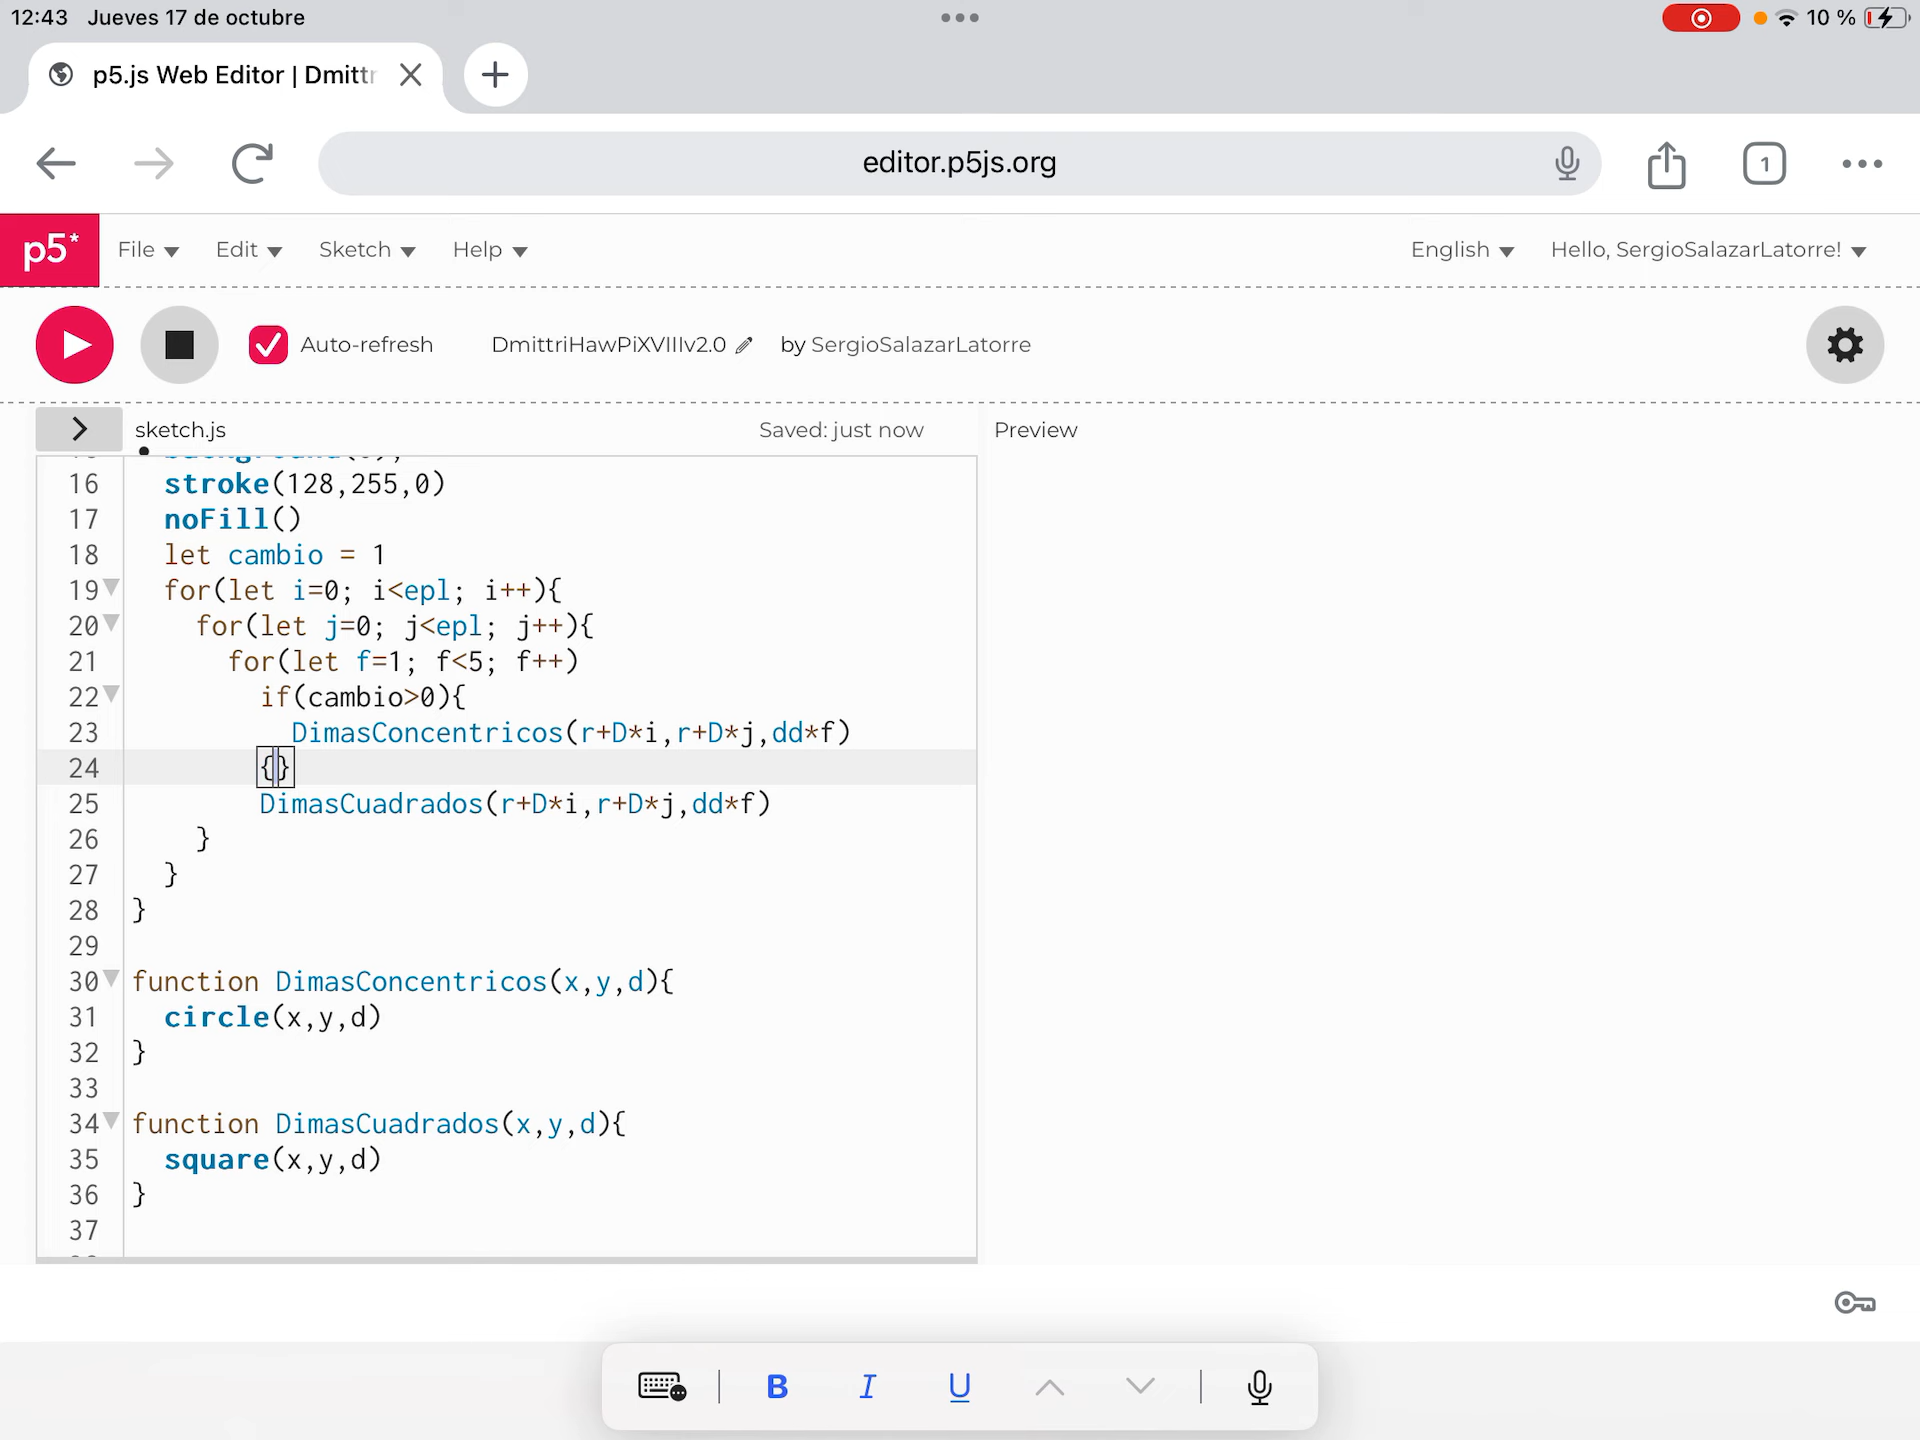 12:43 Jueves 17 de octubre
10 %
p5.js Web Editor | Dmittr
editor.p5js.org
1
p5* File Edit Sketch Help English Hello, SergioSalazarLatorre!
Auto-refresh DmittriHawPiXVIIIv2.0 by SergioSalazarLatorre
sketch.js Saved: just now Preview
16 stroke(128,255,0)
17 noFill()
18 let cambio = 1
19 for(let i=0; i<epl; i++){
20 for(let j=0; j<epl; j++){
21 for(let f=1; f<5; f++)
22 if(cambio>0){
23 DimasConcentricos(r+D*i,r+D*j,dd*f)
24 {}
25 DimasCuadrados(r+D*i,r+D*j,dd*f)
26 }
27 }
28 }
29
30 function DimasConcentricos(x,y,d){
31 circle(x,y,d)
32 }
33
34 function DimasCuadrados(x,y,d){
35 square(x,y,d)
36 }
37
B I U